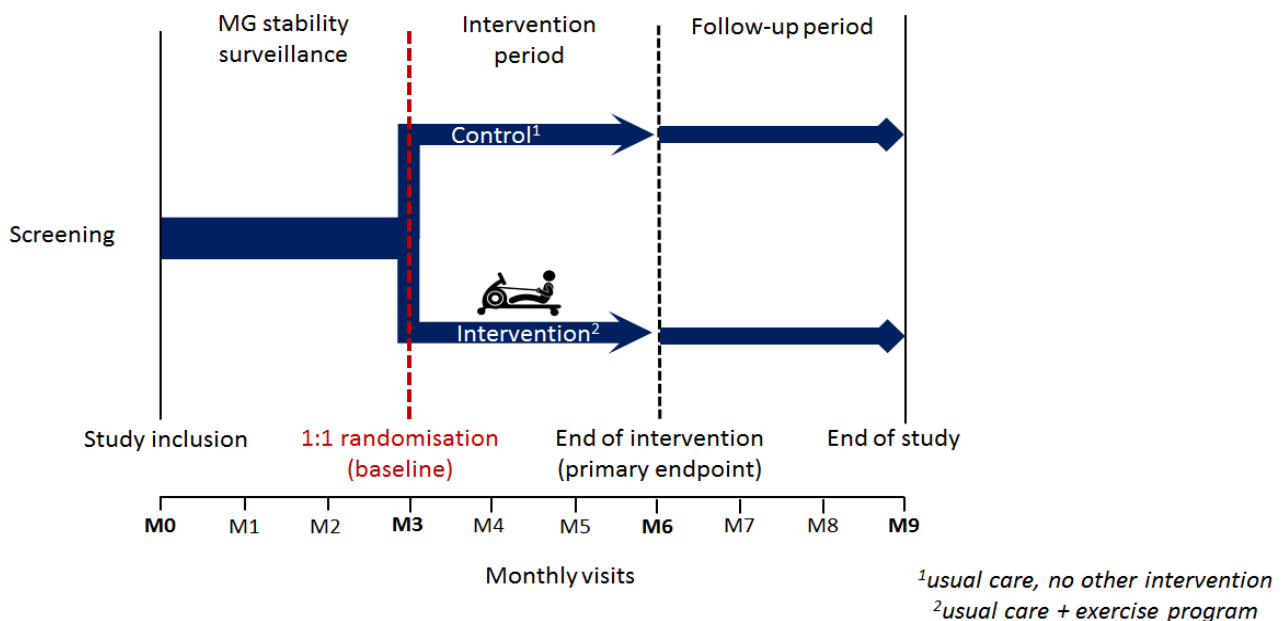 MG stability
surveillance
Intervention
period
Follow-up period
Control¹
Screening
Intervention²
Study inclusion
1:1 randomisation
(baseline)
End of intervention
(primary endpoint)
End of study
M0 M1 M2 M3 M4 M5 M6 M7 M8 M9
Monthly visits
¹usual care, no other intervention
²usual care + exercise program